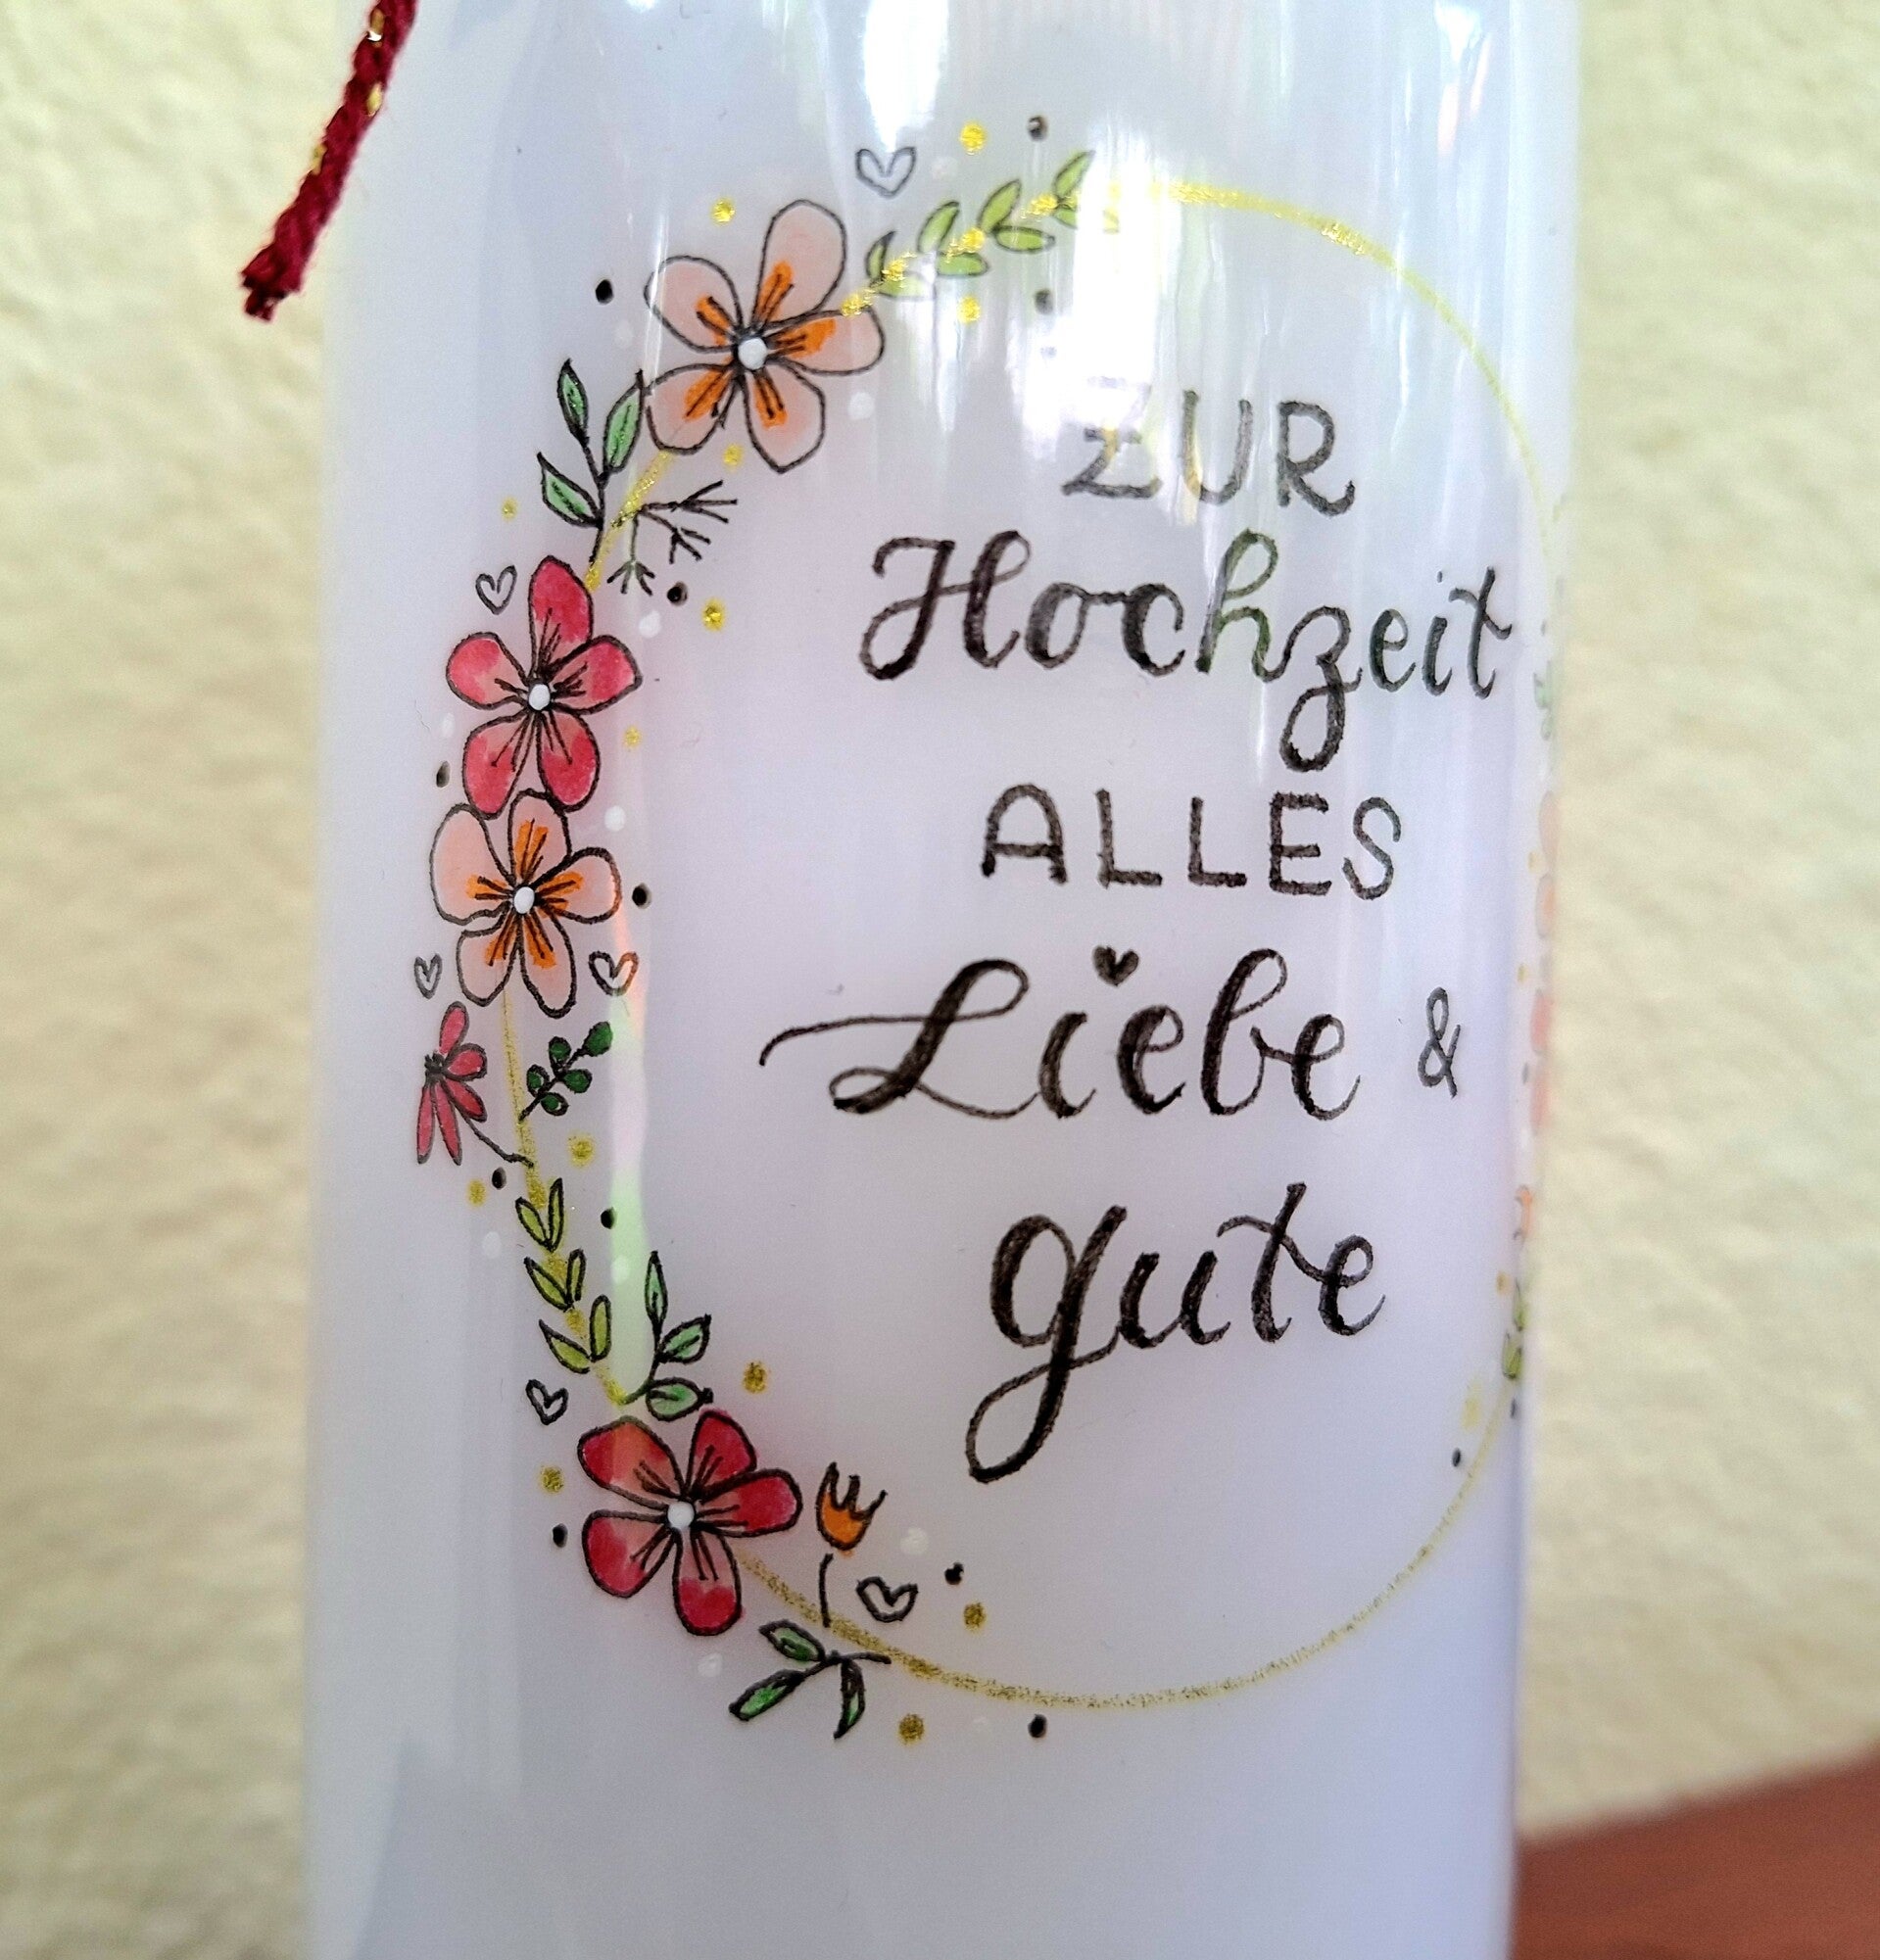 ZUR
Hochzeit
ALLES
Liebe &
gute